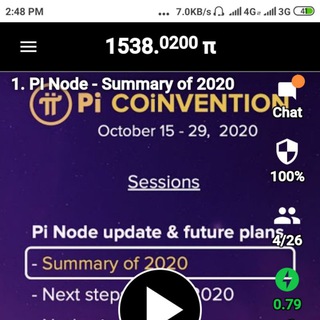 2:48 PM ... 7.0KB/s 4G 3G 41
1538.0200 π
1. PI Node - Summary of 2020
Pi COiNVENTION
Chat
October 15 - 29, 2020
100%
Sessions
Pi Node update & future plans
4/26
- Summary of 2020
- Next step 2020
0.79